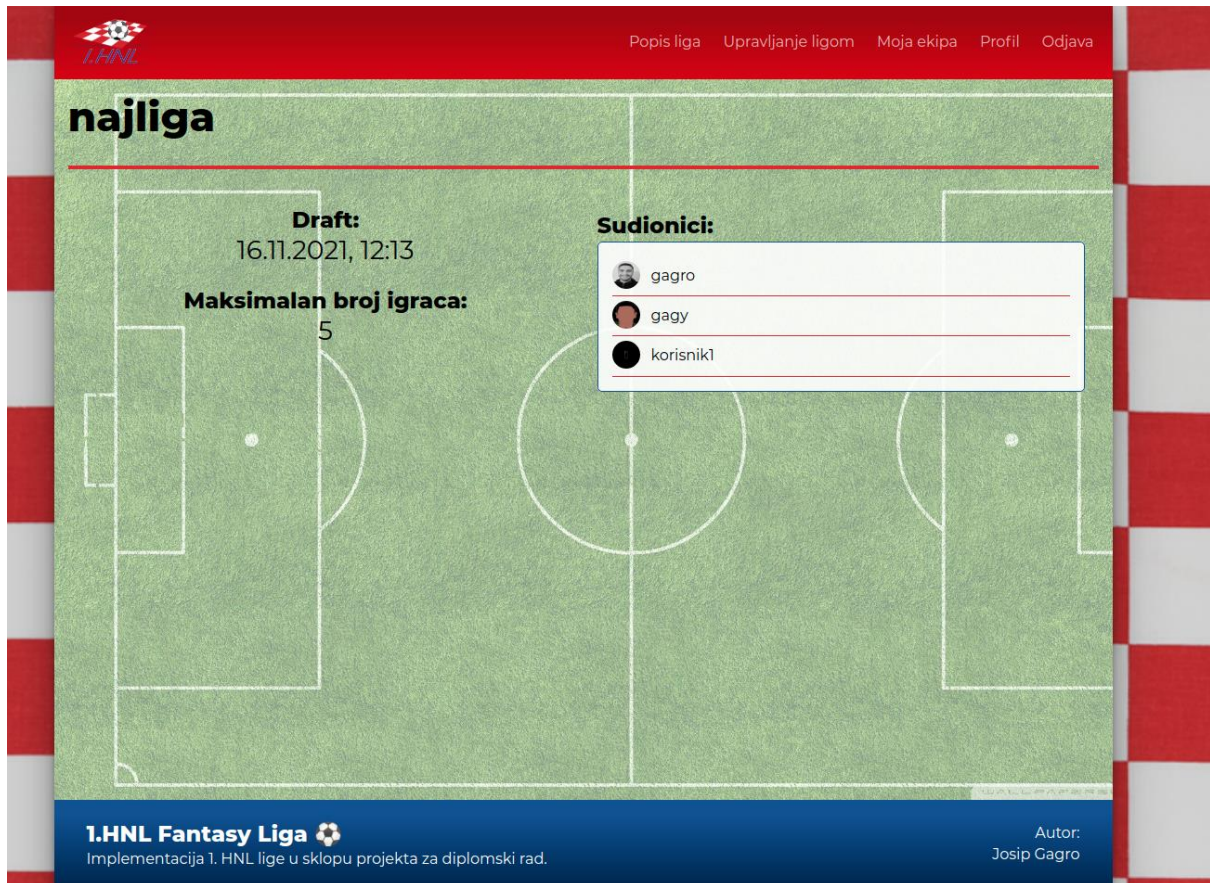 1.HNL
Popis liga Upravljanje ligom Moja ekipa Profil Odjava
najliga
Draft:
16.11.2021, 12:13
Maksimalan broj igraca:
5
Sudionici:
gagro
gagy
korisnik1
1.HNL Fantasy Liga ⚽
Implementacija 1. HNL lige u sklopu projekta za diplomski rad.
Autor:
Josip Gagro